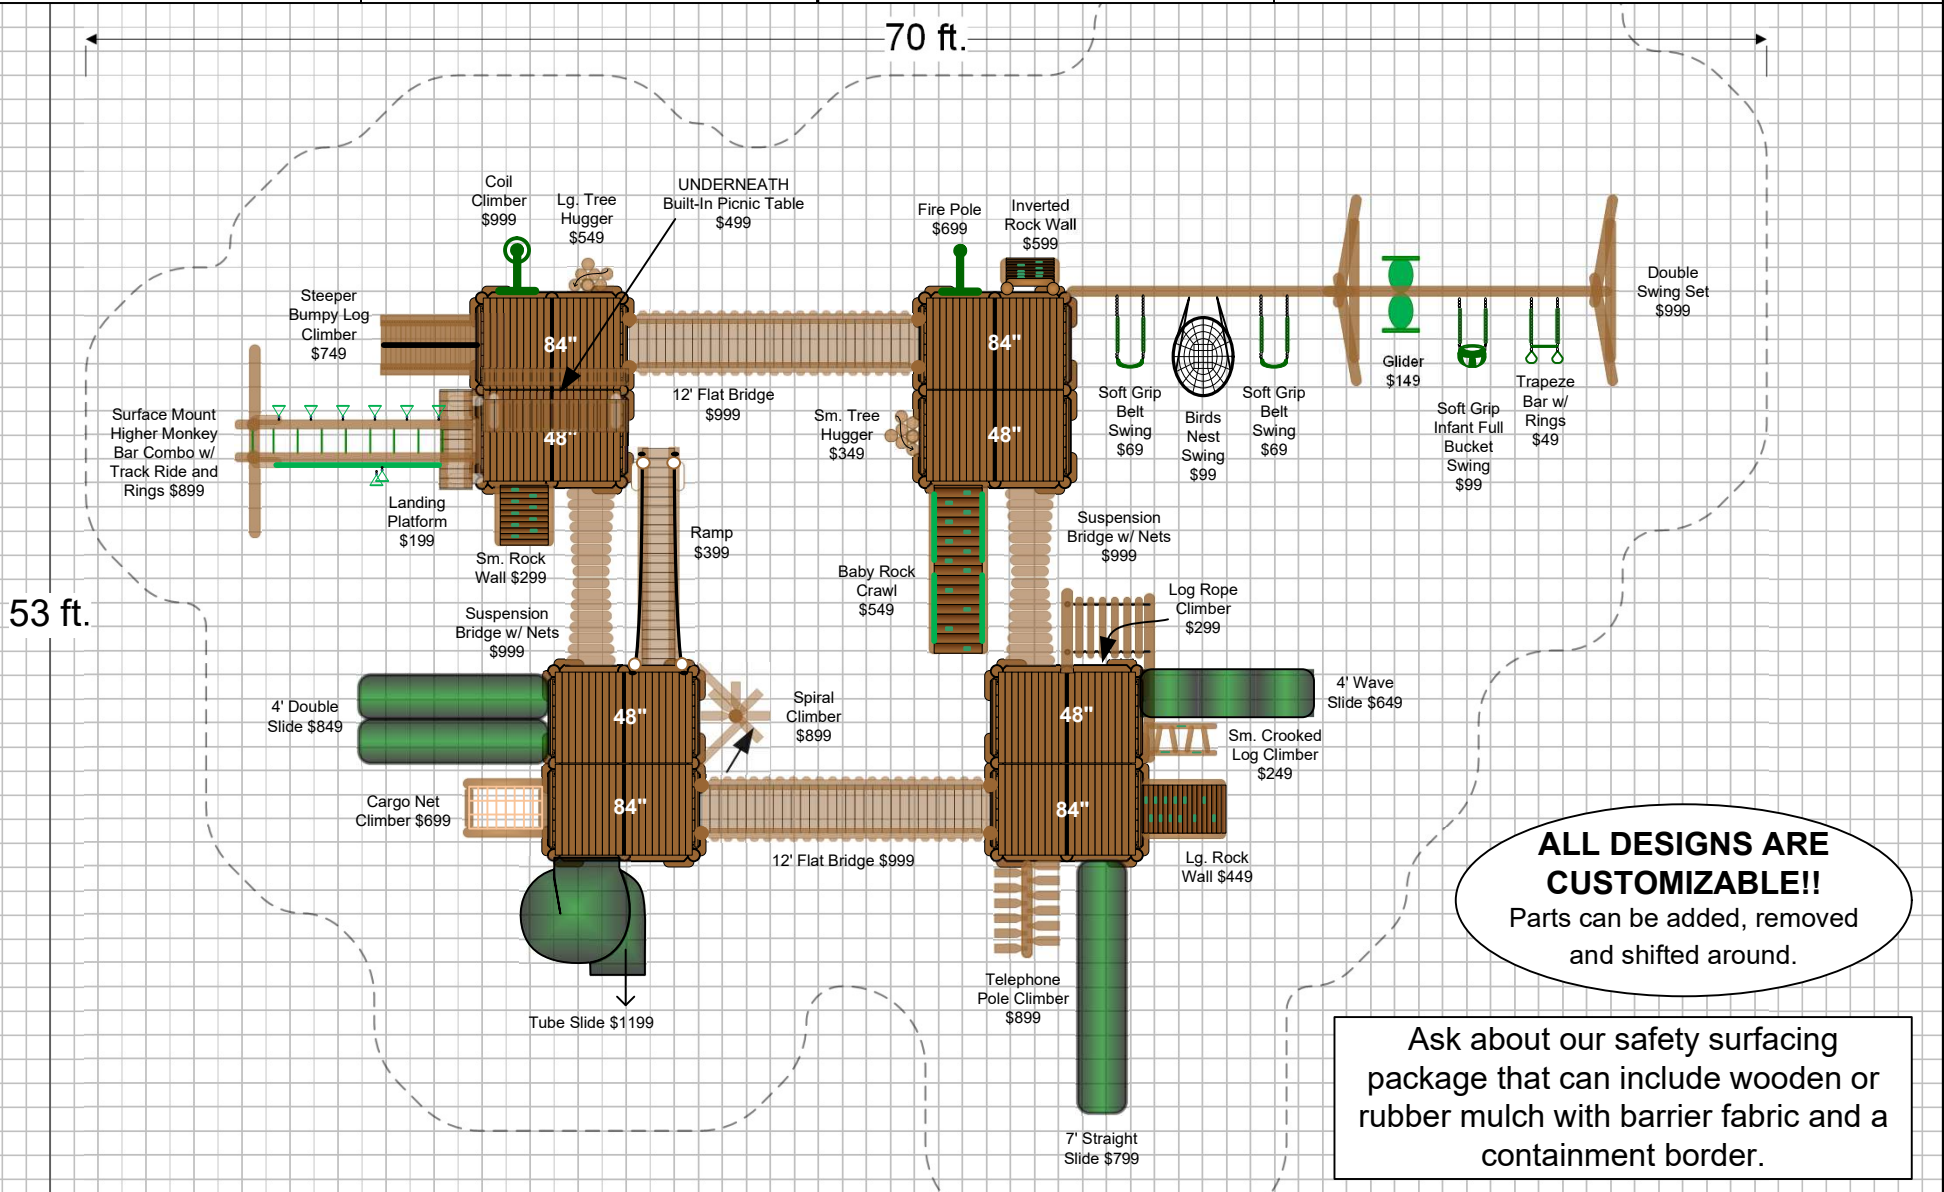 70 ft.
53 ft.
Coil
Climber
$999
Lg. Tree
Hugger
$549
UNDERNEATH
Built-In Picnic Table
$499
Fire Pole
$699
Inverted
Rock Wall
$599
Double
Swing Set
$999
Steeper
Bumpy Log
Climber
$749
84"
48"
12' Flat Bridge
$999
84"
48"
Sm. Tree
Hugger
$349
Soft Grip
Belt
Swing
$69
Birds
Nest
Swing
$99
Soft Grip
Belt
Swing
$69
Glider
$149
Soft Grip
Infant Full
Bucket
Swing
$99
Trapeze
Bar w/
Rings
$49
Surface Mount
Higher Monkey
Bar Combo w/
Track Ride and
Rings $899
Landing
Platform
$199
Sm. Rock
Wall $299
Ramp
$399
Suspension
Bridge w/ Nets
$999
Baby Rock
Crawl
$549
Suspension
Bridge w/ Nets
$999
Log Rope
Climber
$299
4' Double
Slide $849
48"
84"
Spiral
Climber
$899
48"
84"
4' Wave
Slide $649
Sm. Crooked
Log Climber
$249
Cargo Net
Climber $699
12' Flat Bridge $999
Lg. Rock
Wall $449
Tube Slide $1199
Telephone
Pole Climber
$899
7' Straight
Slide $799
ALL DESIGNS ARE
CUSTOMIZABLE!!
Parts can be added, removed
and shifted around.
Ask about our safety surfacing
package that can include wooden or
rubber mulch with barrier fabric and a
containment border.